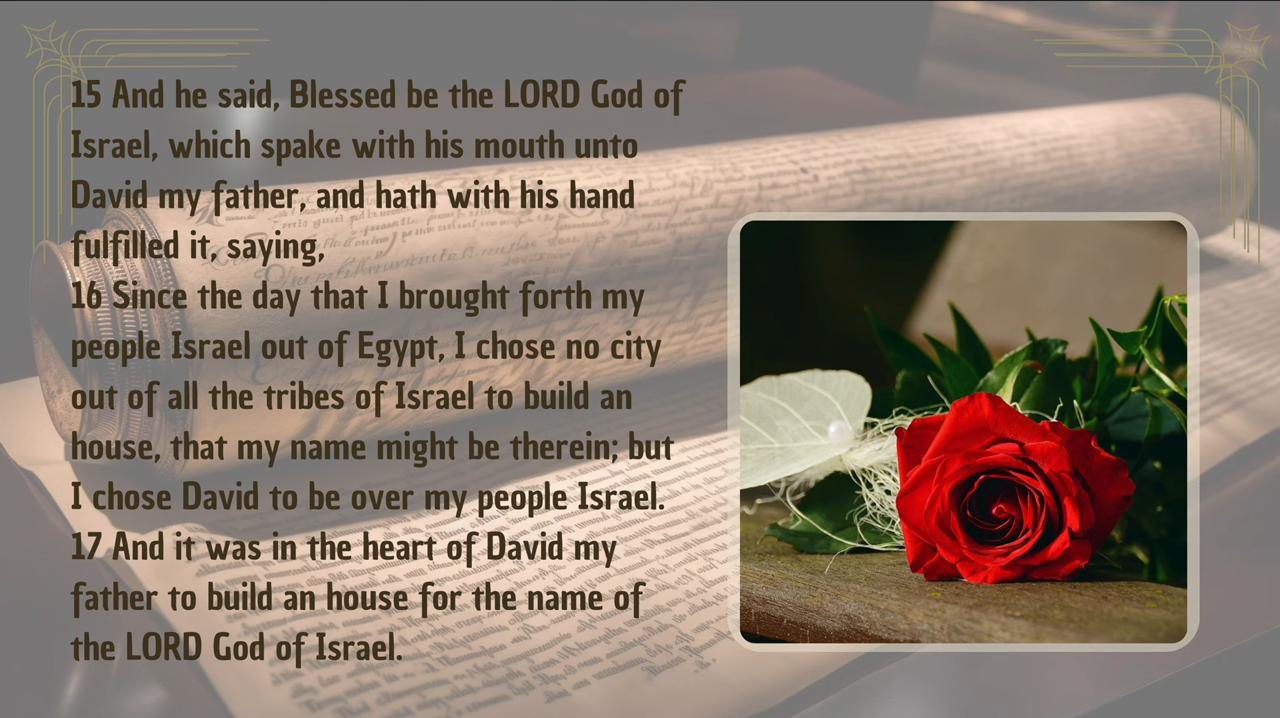 15 And he said, Blessed be the LORD God of
Israel, which spake with his mouth unto
David my father, and hath with his hand
fulfilled it, saying,
16 Since the day that I brought forth my
people Israel out of Egypt, I chose no city
out of all the tribes of Israel to build an
house, that my name might be therein; but
I chose David to be over my people Israel.
17 And it was in the heart of David my
father to build an house for the name of
the LORD God of Israel.